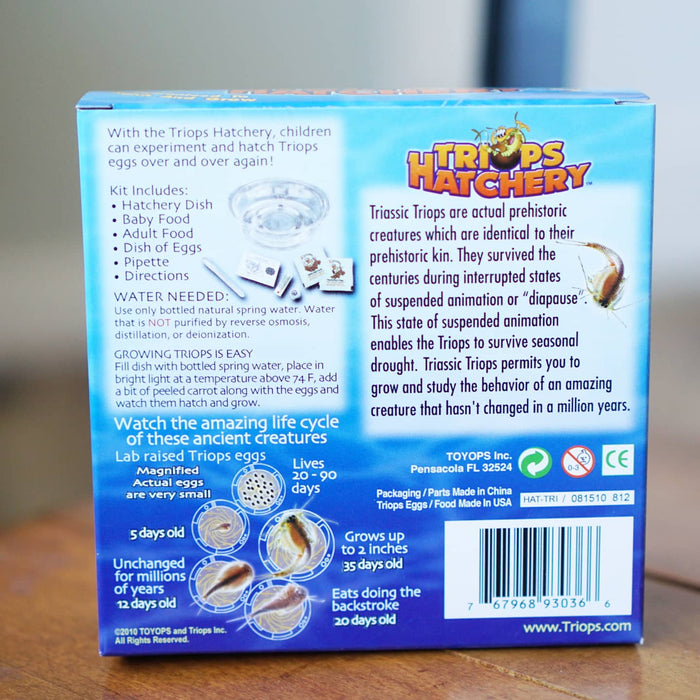 With the Triops Hatchery, children
can experiment and hatch Triops
eggs over and over again!
Kit Includes:
• Hatchery Dish
• Baby Food
• Adult Food
• Dish of Eggs
• Pipette
• Directions
WATER NEEDED:
Use only bottled natural spring water. Water
that is NOT purified by reverse osmosis,
distillation, or deionization.
GROWING TRIOPS IS EASY
Fill dish with bottled spring water, place in
bright light at a temperature above 74 F, add
a bit of peeled carrot along with the eggs and
watch them hatch and grow.
Watch the amazing life cycle
of these ancient creatures
Lab raised Triops eggs
Magnified
Actual eggs
are very small
Lives
20 - 90
days
5 days old
Grows up
to 2 inches
35 days old
Unchanged
for millions
of years
12 days old
Eats doing the
backstroke
20 days old
©2010 TOYOPS and Triops Inc.
All Rights Reserved.
TRIOPS
HATCHERY™
Triassic Triops are actual prehistoric
creatures which are identical to their
prehistoric kin. They survived the
centuries during interrupted states
of suspended animation or "diapause".
This state of suspended animation
enables the Triops to survive seasonal
drought. Triassic Triops permits you to
grow and study the behavior of an amazing
creature that hasn't changed in a million years.
TOYOPS Inc.
Pensacola FL 32524
0-3
CE
Packaging / Parts Made in China
Triops Eggs / Food Made In USA
HAT-TRI / 081510 812
7 67968 93036 6
www.Triops.com